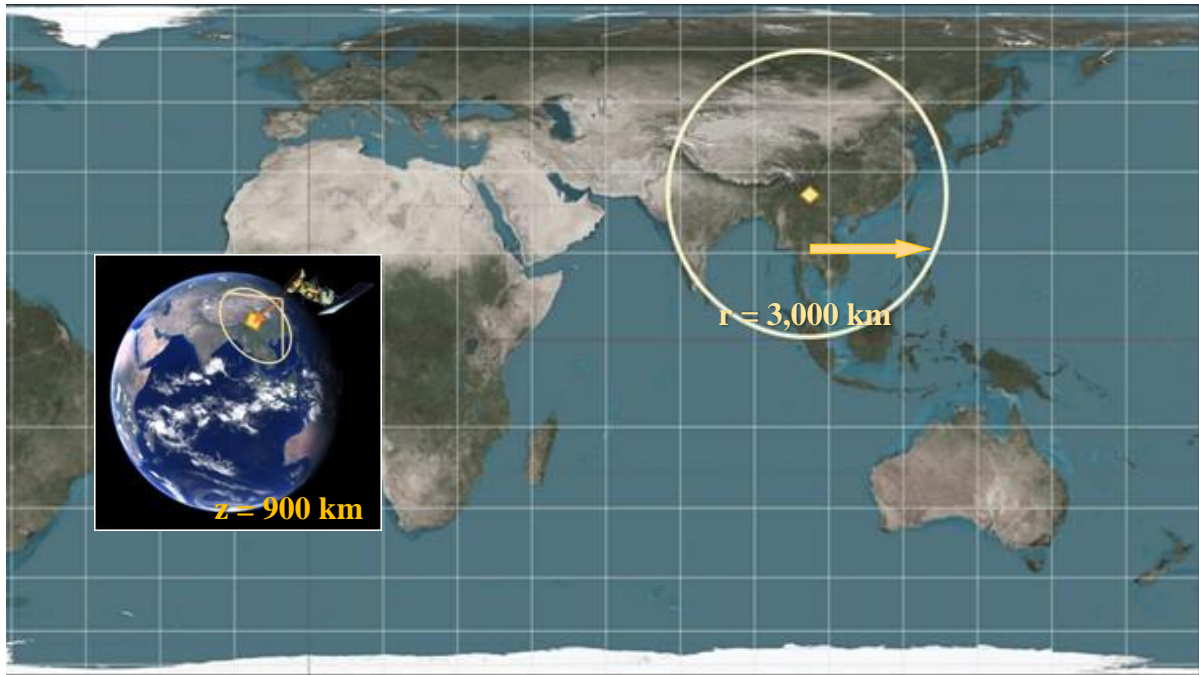 r = 3,000 km
z = 900 km